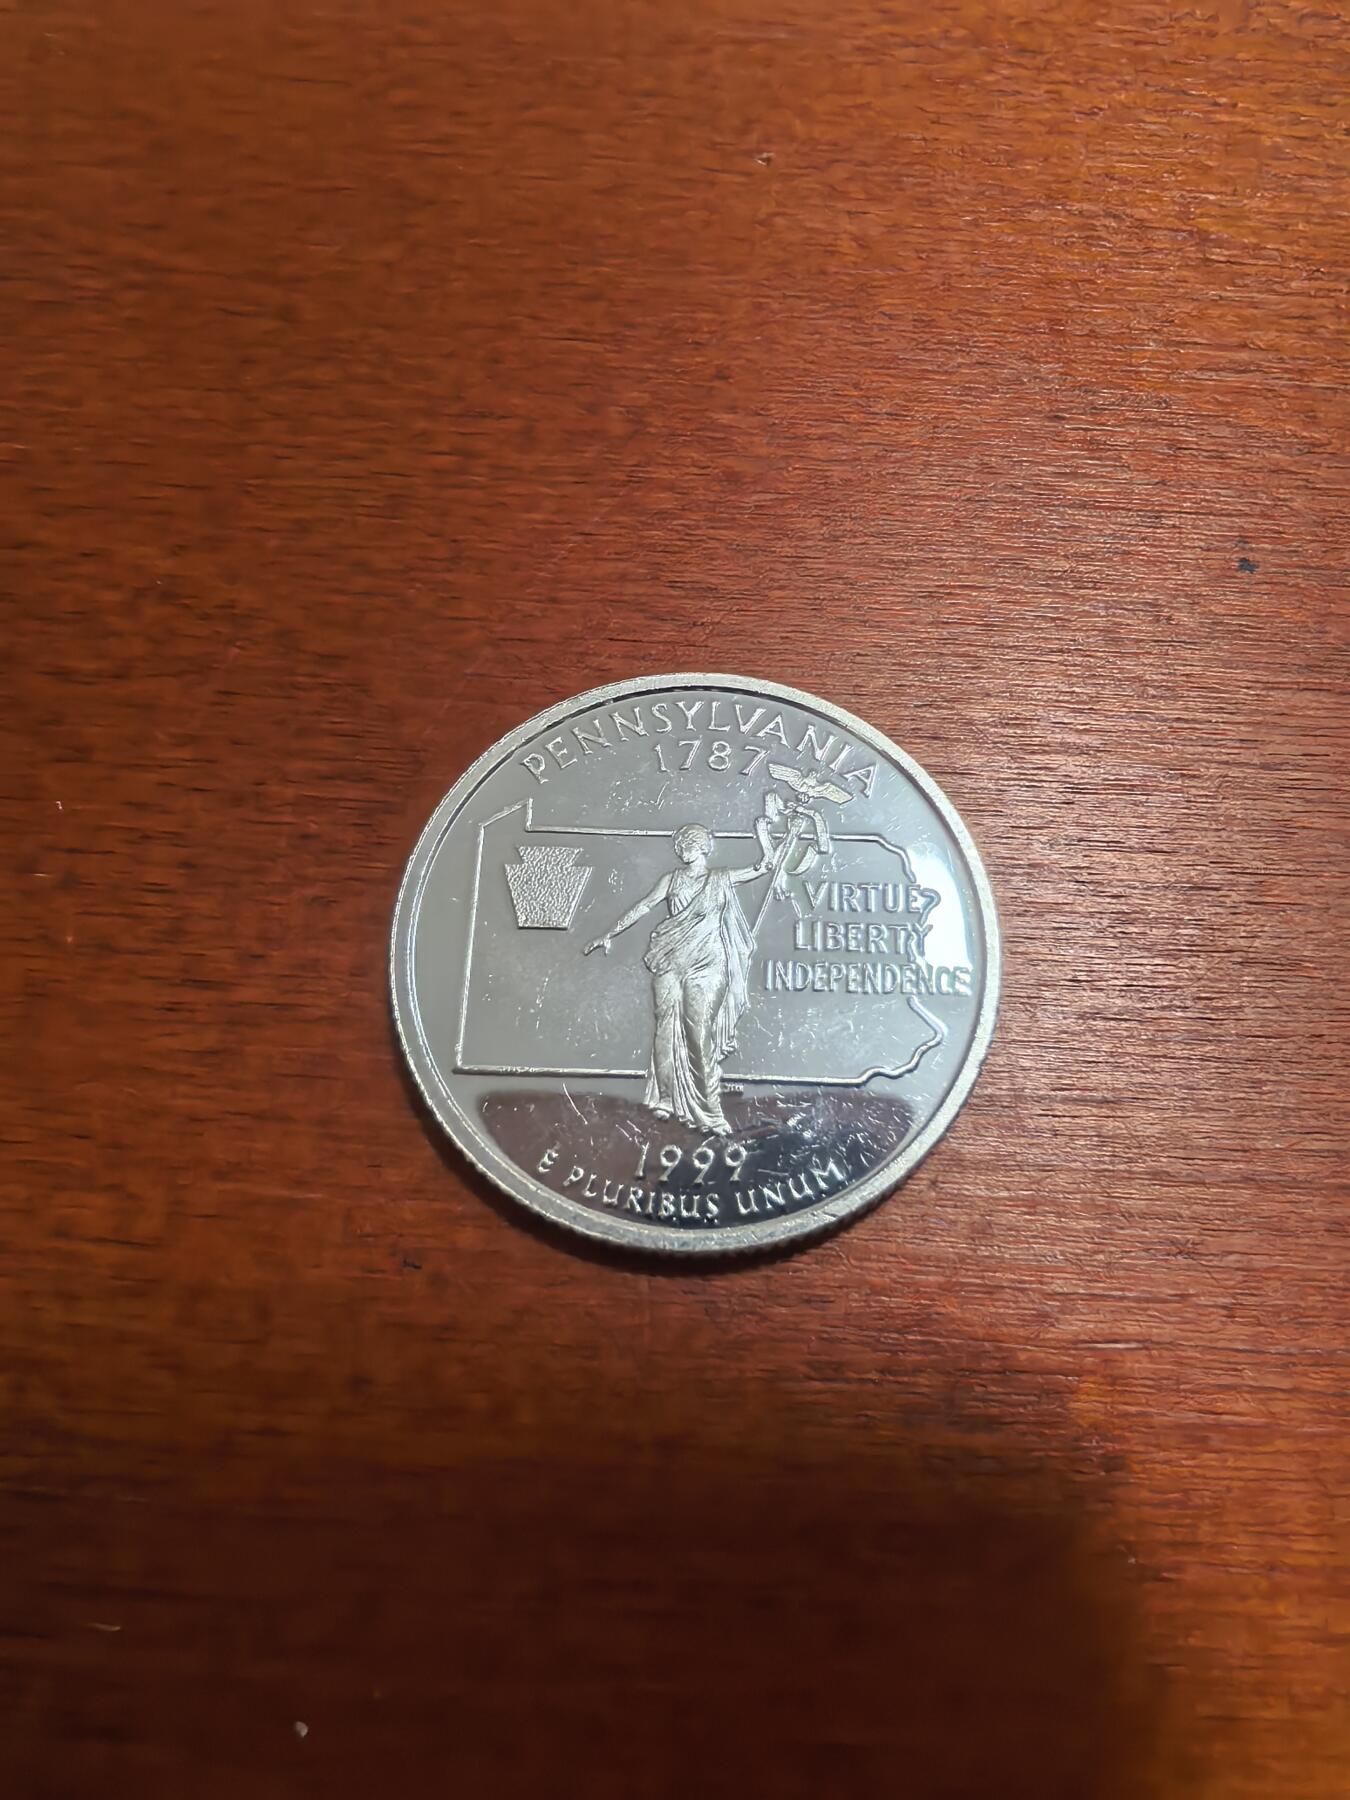 PENNSYLVANIA
1787
VIRTUE
LIBERTY
INDEPENDENCE
1999
E PLURIBUS UNUM